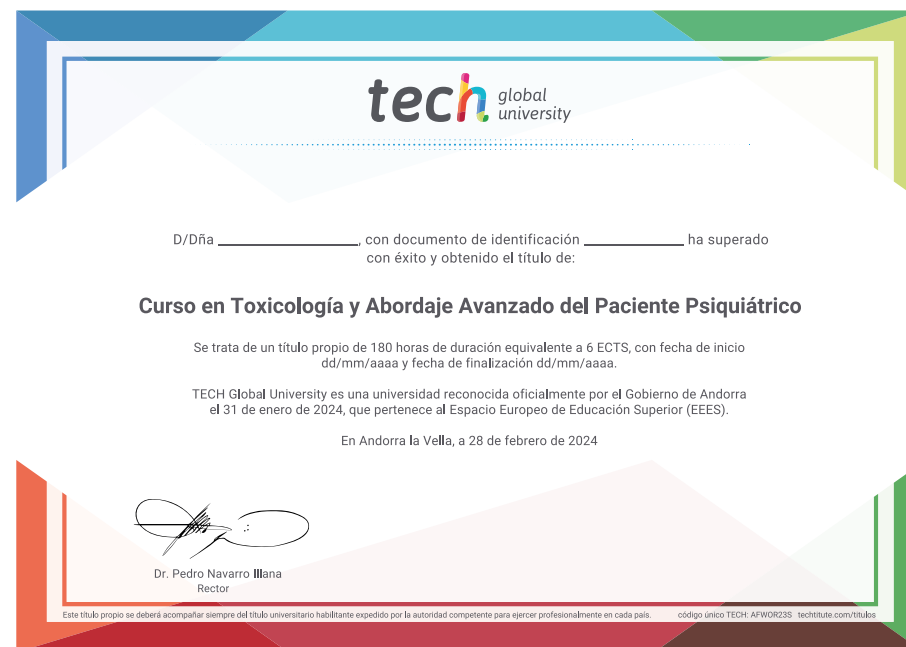 tech global university
D/Dña ______________, con documento de identificación __________ ha superado
con éxito y obtenido el título de:
Curso en Toxicología y Abordaje Avanzado del Paciente Psiquiátrico
Se trata de un título propio de 180 horas de duración equivalente a 6 ECTS, con fecha de inicio
dd/mm/aaaa y fecha de finalización dd/mm/aaaa.
TECH Global University es una universidad reconocida oficialmente por el Gobierno de Andorra
el 31 de enero de 2024, que pertenece al Espacio Europeo de Educación Superior (EEES).
En Andorra la Vella, a 28 de febrero de 2024
Dr. Pedro Navarro Illana
Rector
Este título propio se deberá acompañar siempre del título universitario habilitante expedido por la autoridad competente para ejercer profesionalmente en cada país. código único TECH: AFWOR23S techtitute.com/titulos